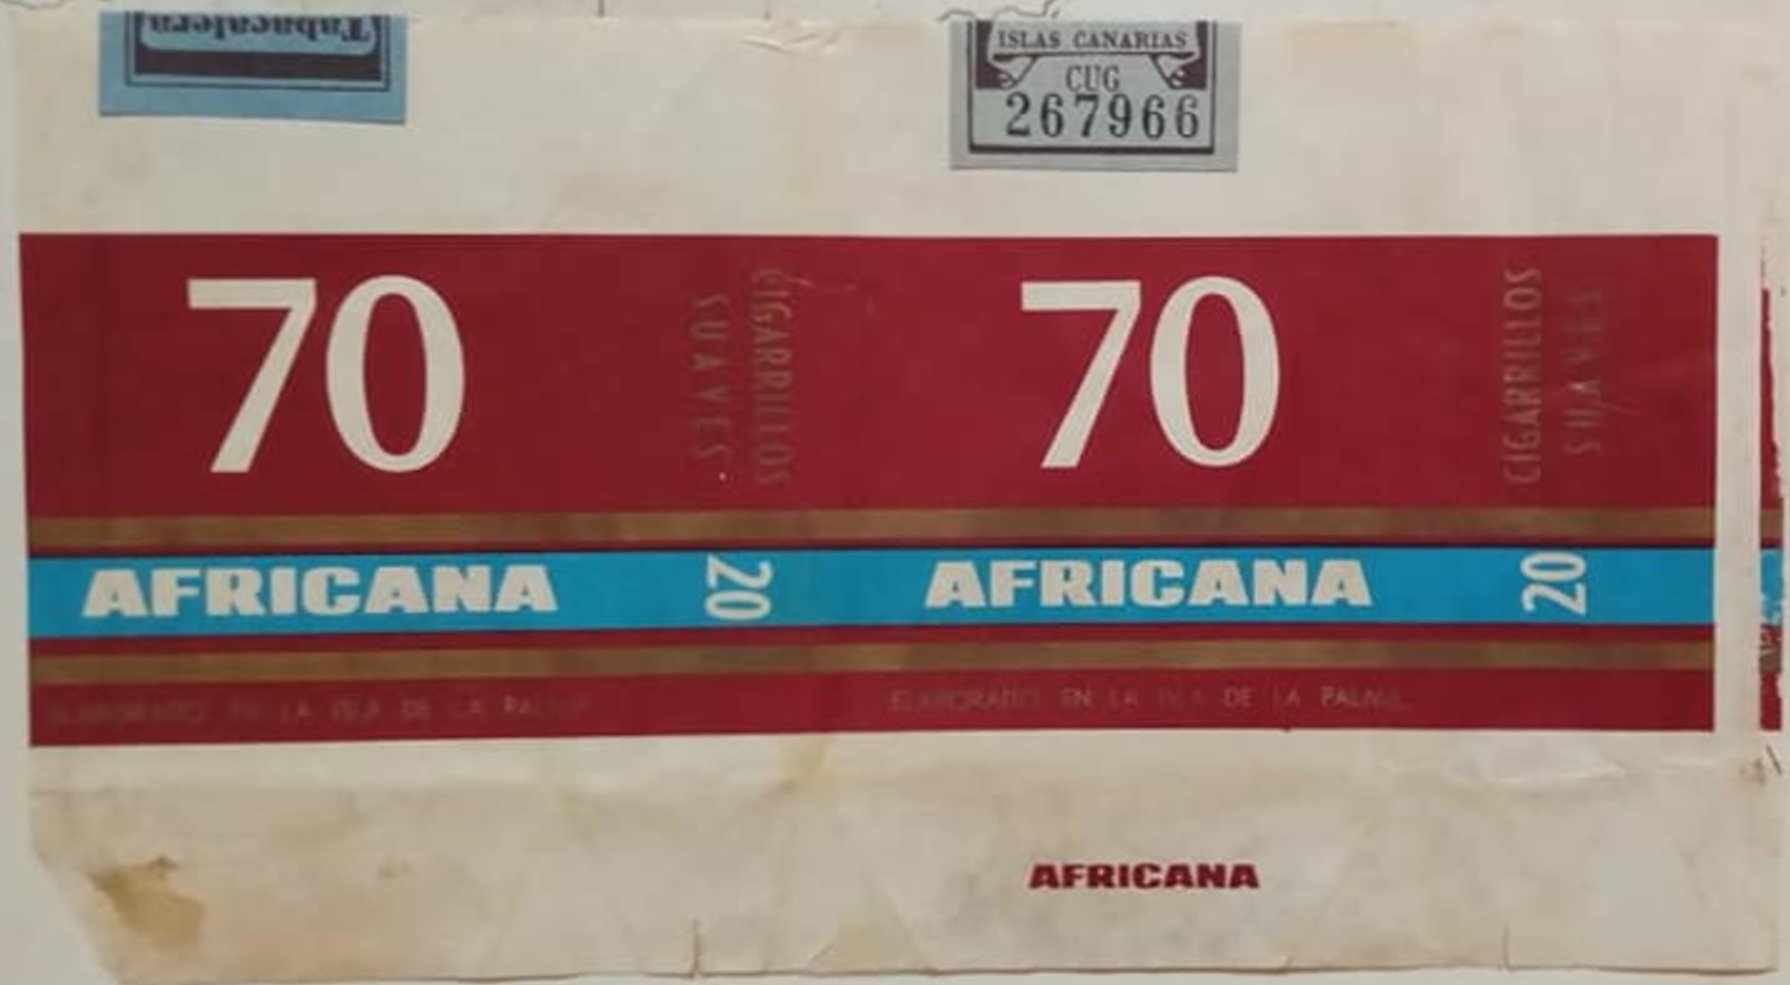 Tabacalera
ISLAS CANARIAS
CUG
267966
70
CIGARRILLOS
SUAVES
70
CIGARRILLOS
SUAVES
AFRICANA
20
AFRICANA
20
ELABORADO EN LA ISLA DE LA PALMA
ELABORADO EN LA ISLA DE LA PALMA
AFRICANA